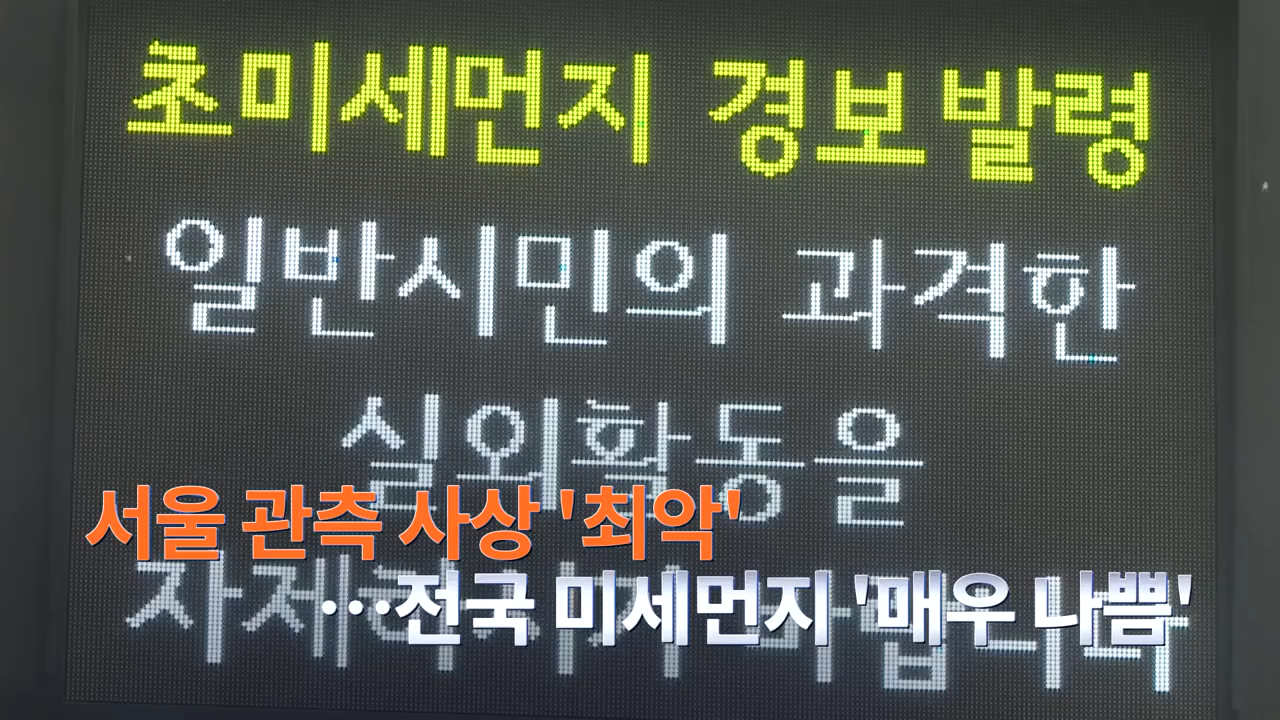 초미세먼지 경보발령
일반시민의 과격한
실외활동을
서울 관측 사상 '최악'
…전국 미세먼지 '매우 나쁨'